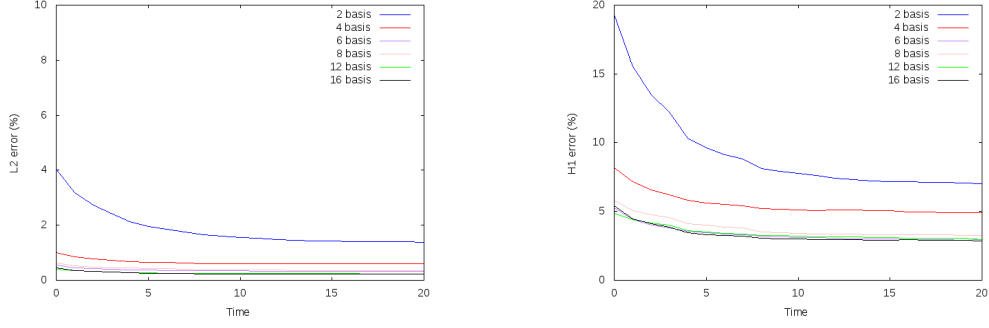 10
8
6
4
2
0
0
5
10
15
20
L2 error (%)
Time
2 basis
4 basis
6 basis
8 basis
12 basis
16 basis
20
15
10
5
0
0
5
10
15
20
H1 error (%)
Time
2 basis
4 basis
6 basis
8 basis
12 basis
16 basis